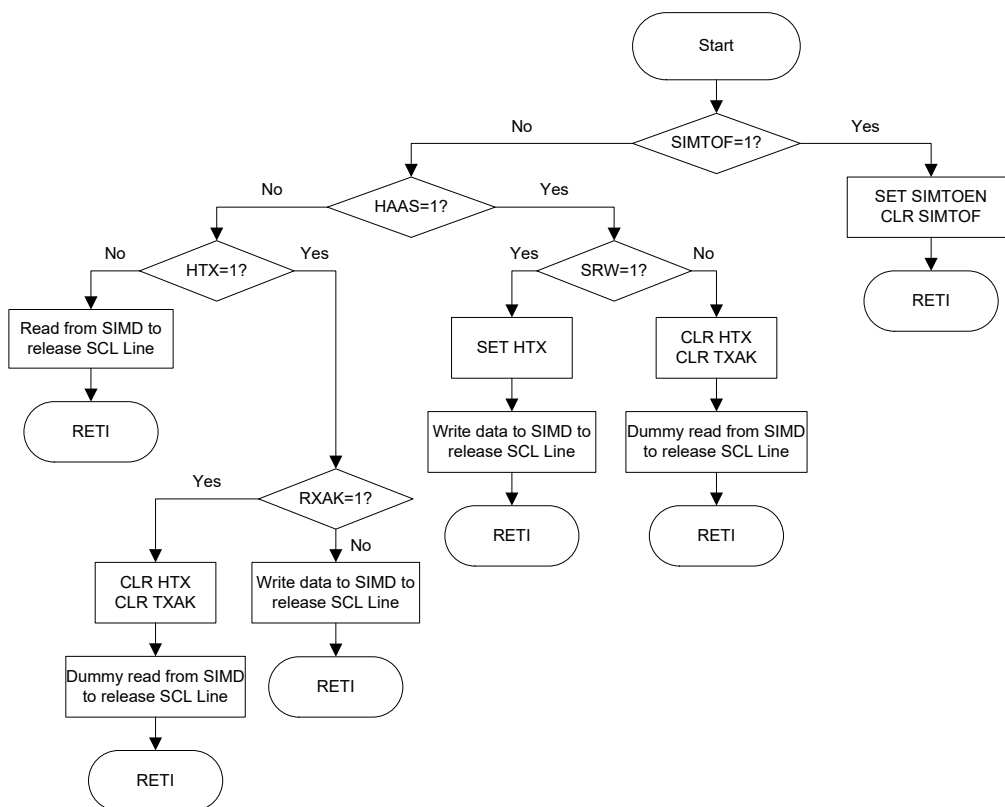 Start
SIMTOF=1?
No
Yes
HAAS=1?
No
Yes
SET SIMTOEN
CLR SIMTOF
HTX=1?
No
Yes
SRW=1?
Yes
No
RETI
Read from SIMD to
release SCL Line
SET HTX
CLR HTX
CLR TXAK
RETI
Write data to SIMD to
release SCL Line
Dummy read from SIMD
to release SCL Line
RXAK=1?
Yes
No
RETI
RETI
CLR HTX
CLR TXAK
Write data to SIMD to
release SCL Line
Dummy read from SIMD
to release SCL Line
RETI
RETI